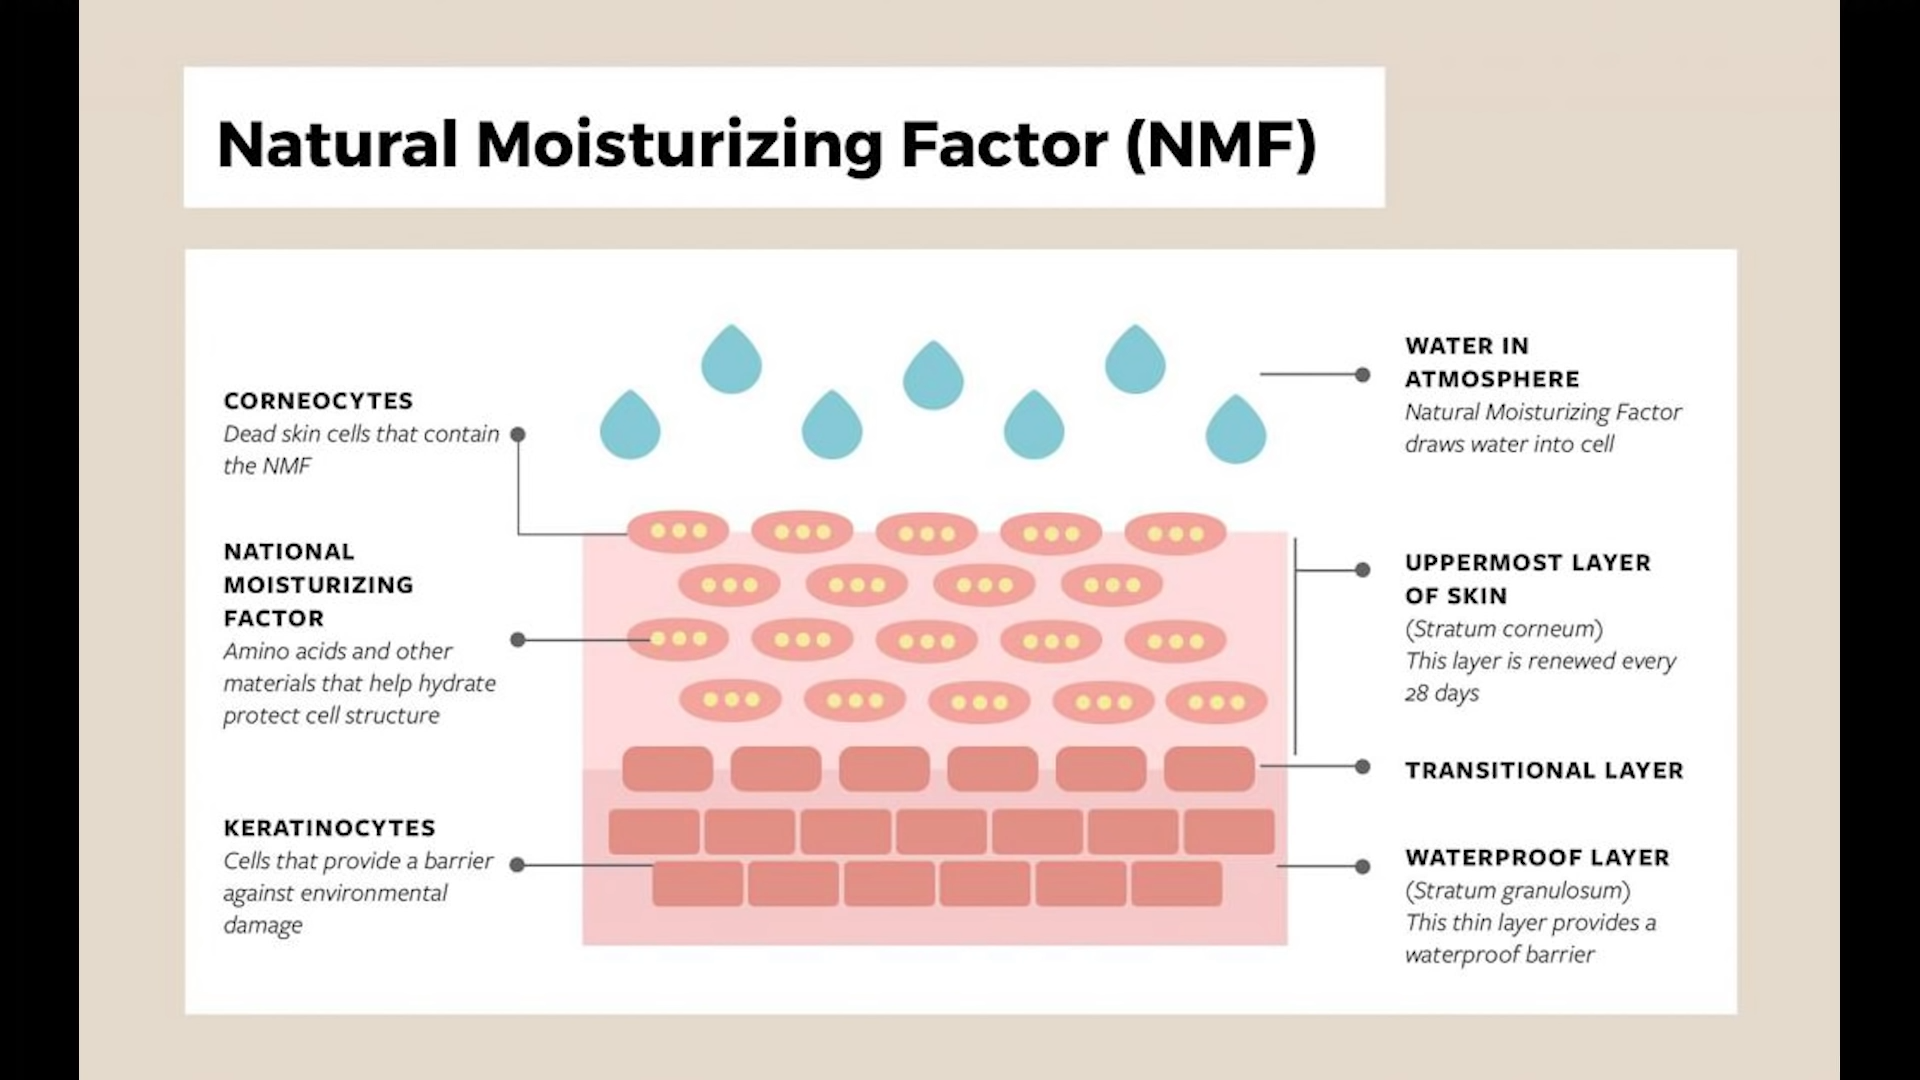 Natural Moisturizing Factor (NMF)
CORNEOCYTES
Dead skin cells that contain
the NMF
NATIONAL
MOISTURIZING
FACTOR
Amino acids and other
materials that help hydrate
protect cell structure
KERATINOCYTES
Cells that provide a barrier
against environmental
damage
WATER IN
ATMOSPHERE
Natural Moisturizing Factor
draws water into cell
UPPERMOST LAYER
OF SKIN
(Stratum corneum)
This layer is renewed every
28 days
TRANSITIONAL LAYER
WATERPROOF LAYER
(Stratum granulosum)
This thin layer provides a
waterproof barrier